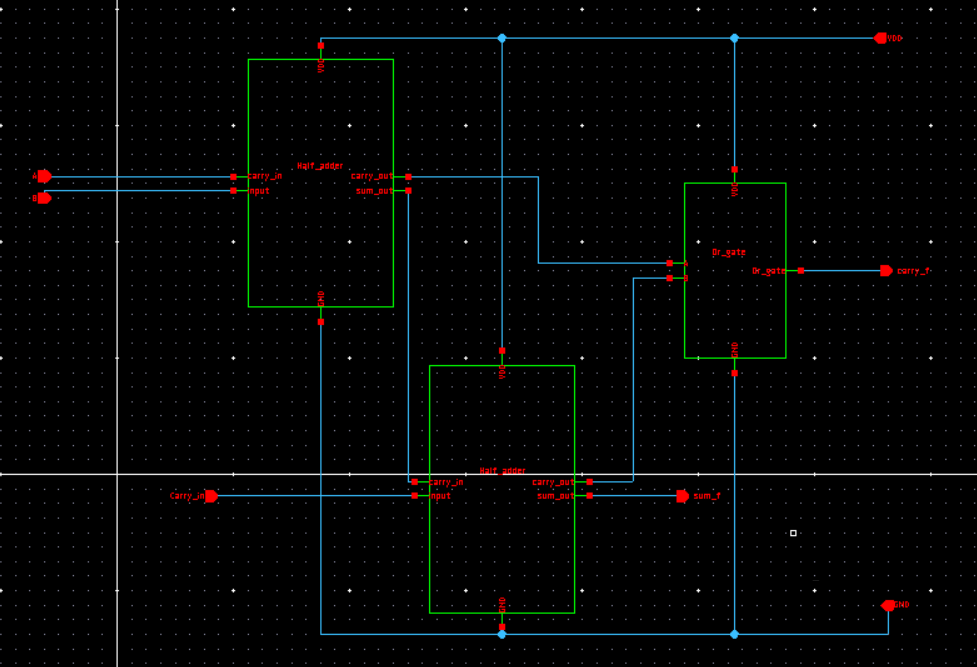 VDD
VDD
A
carry_in
Half_adder
carry_out
B
input
sum_out
VDD
Or_gate
Or_gate
carry_f
GND
GND
VDD
Half_adder
carry_in
carry_out
Carry_in
input
sum_out
sum_f
GND
GND